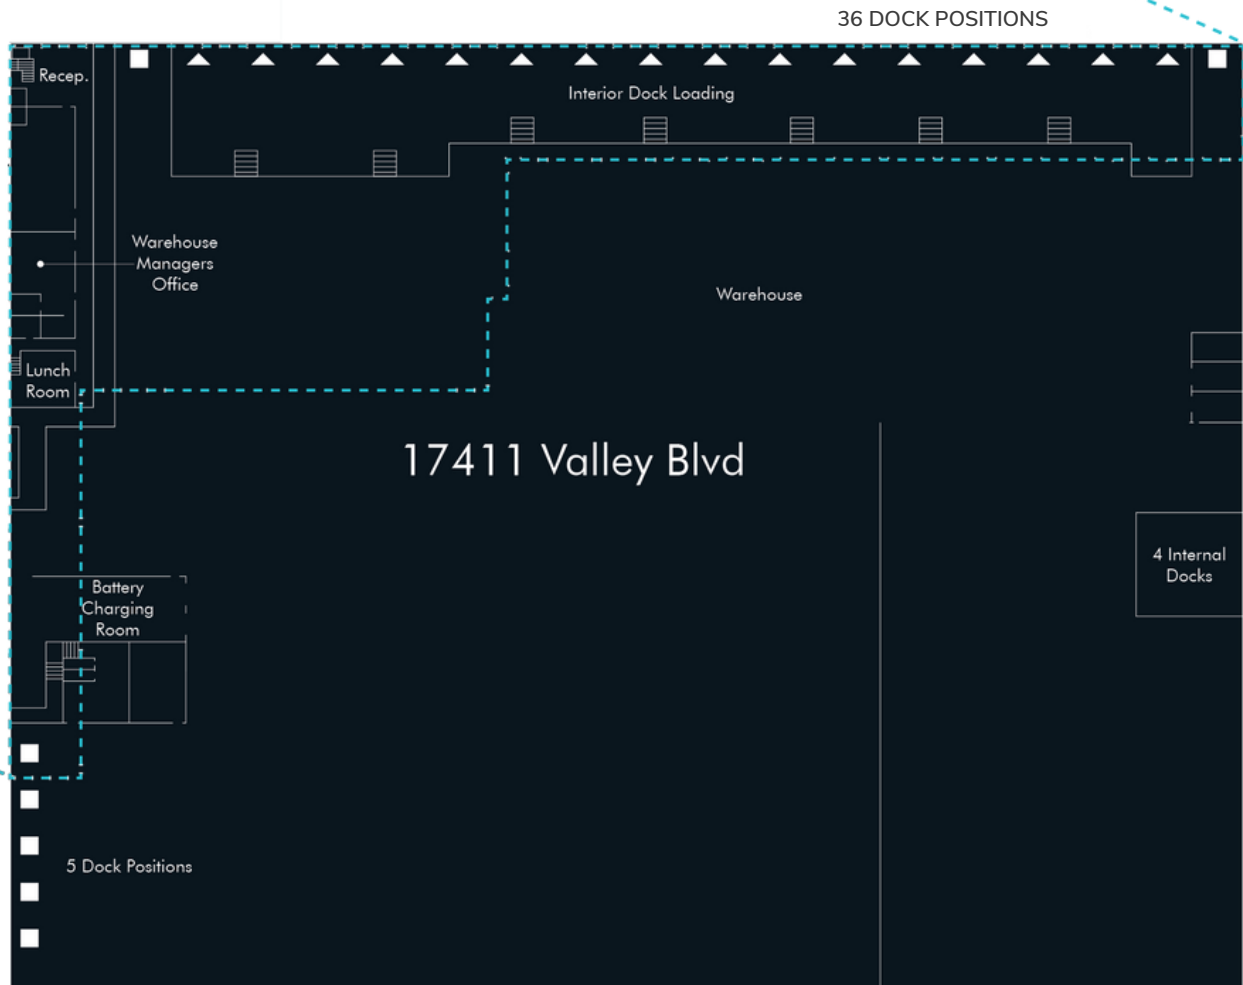 36 DOCK POSITIONS
Recep.
Interior Dock Loading
Warehouse
Managers
Office
Warehouse
Lunch
Room
17411 Valley Blvd
4 Internal
Docks
Battery
Charging
Room
5 Dock Positions